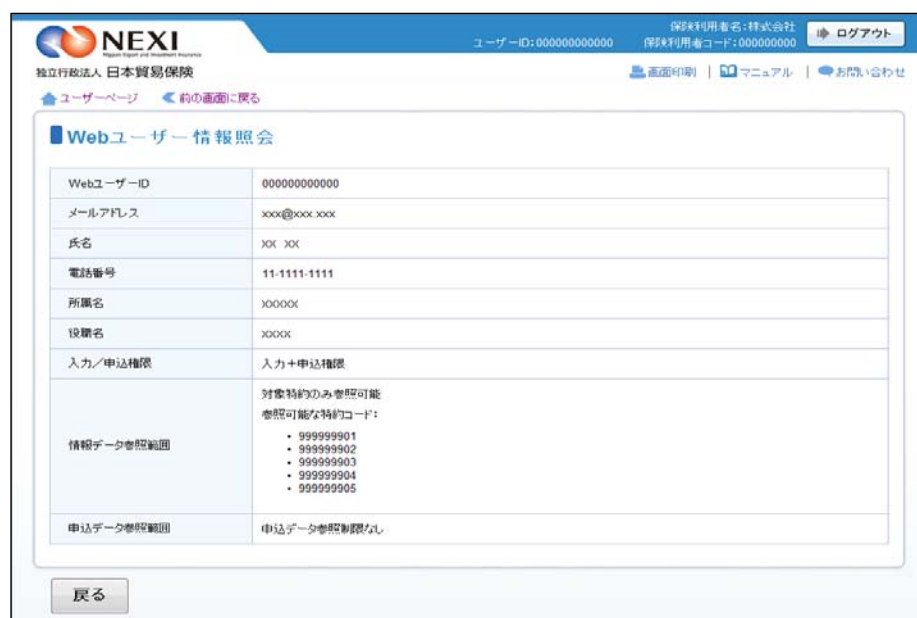 NEXI
Nippon Export and Investment Insurance
独立行政法人 日本貿易保険
ユーザーID:000000000000
保険利用者名:株式会社
保険利用者コード:000000000
ログアウト
画面印刷 | マニュアル | お問い合わせ
ユーザーページ 前の画面に戻る
Webユーザー情報照会
WebユーザーID 000000000000
メールアドレス xxx@xxx.xxx
氏名 XX XX
電話番号 11-1111-1111
所属名 XXXXX
役職名 XXXX
入力／申込権限 入力+申込権限
情報データ参照範囲 対象特約のみ参照可能
参照可能な特約コード:
• 999999901
• 999999902
• 999999903
• 999999904
• 999999905
申込データ参照範囲 申込データ参照制限なし
戻る